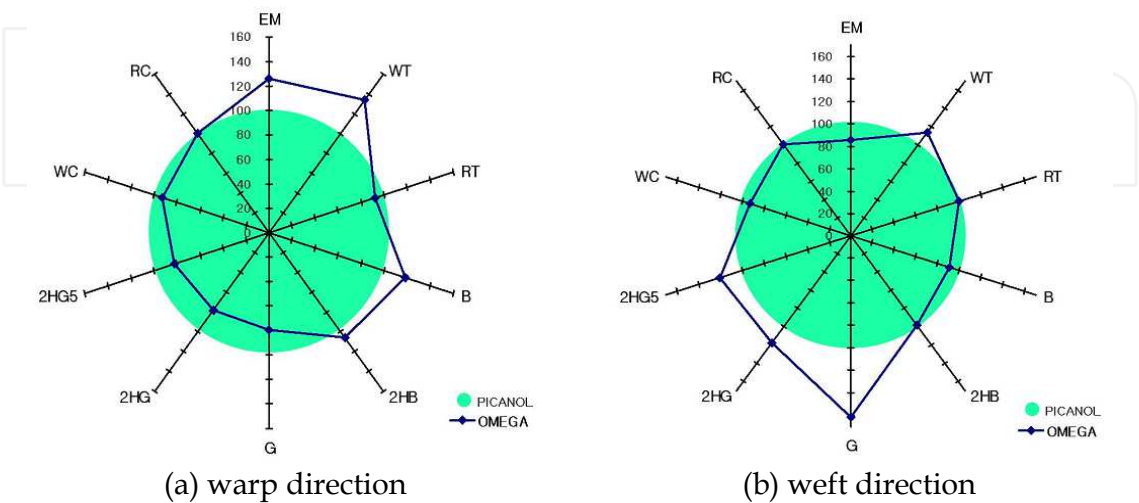 EM
160
140
120
100
80
60
40
20
0
RC
WT
WC
RT
2HG5
B
2HG
2HB
G
PICANOL
OMEGA
(a) warp direction
EM
160
140
120
100
80
60
40
20
0
RC
WT
WC
RT
2HG5
B
2HG
2HB
G
PICANOL
OMEGA
(b) weft direction